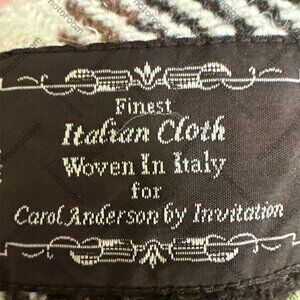 Finest
Italian Cloth
Woven In Italy
for
Carol Anderson by Invitation